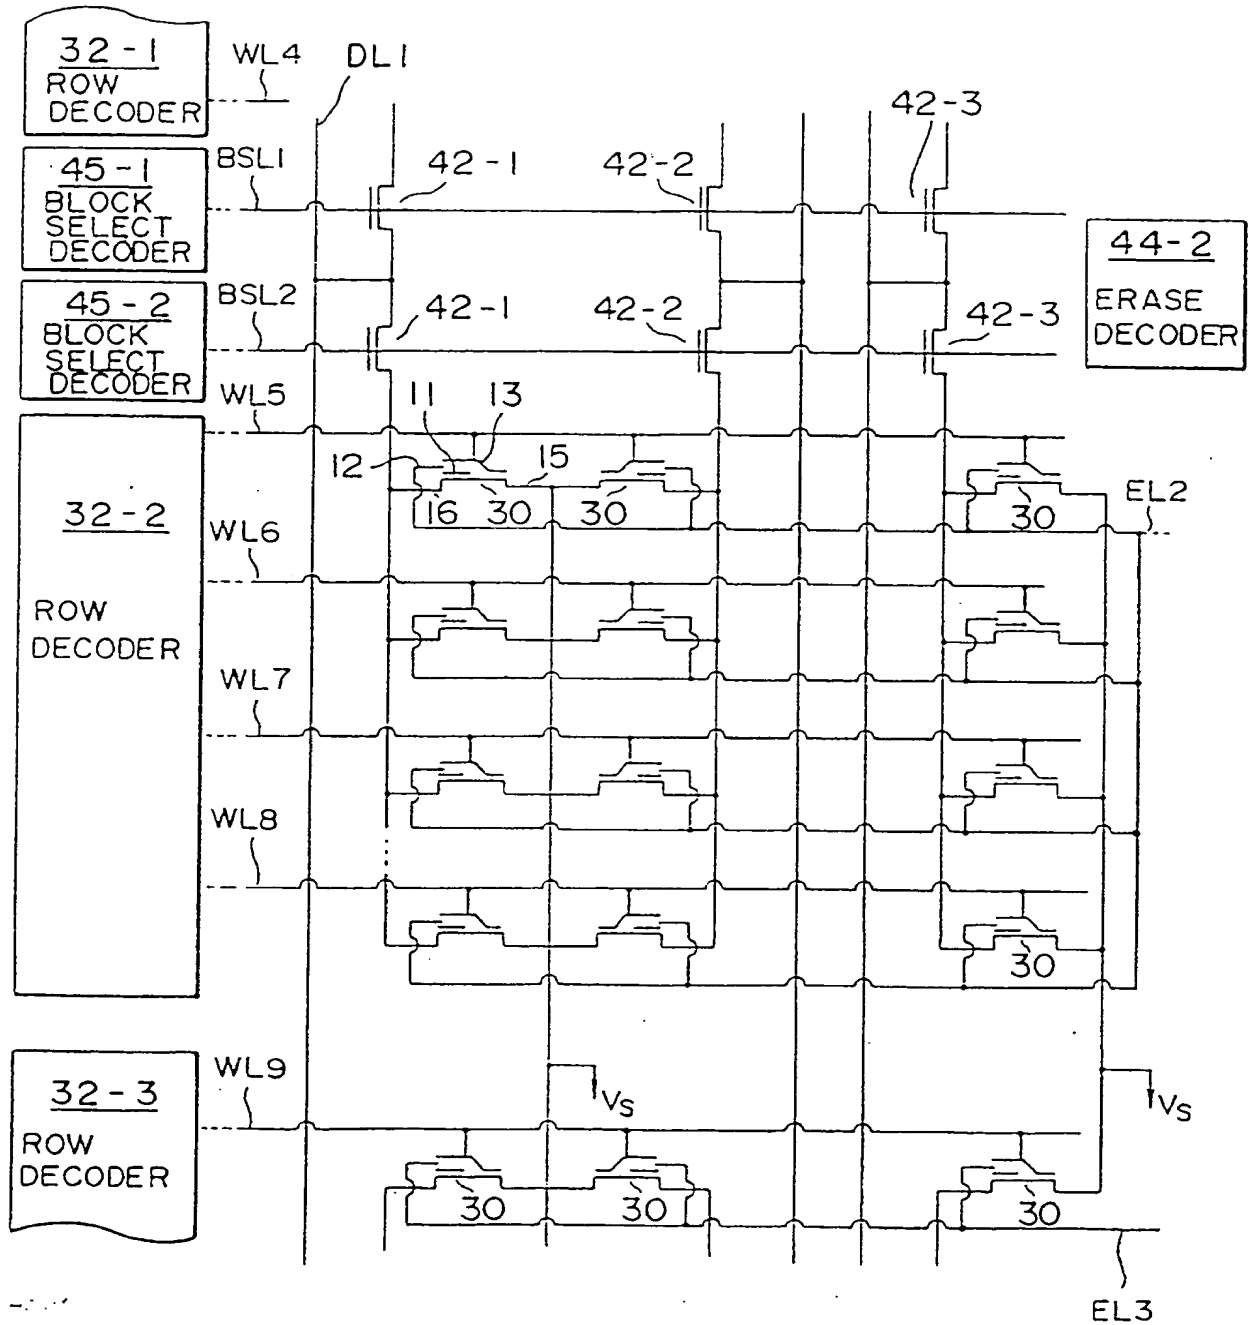 32-1
ROW
DECODER
WL4
DL1
42-3
45-1
BLOCK
SELECT
DECODER
BSL1
42-1
42-2
44-2
ERASE
DECODER
45-2
BLOCK
SELECT
DECODER
BSL2
42-1
42-2
42-3
WL5
11
13
12
15
16
30
30
30
EL2
32-2
ROW
DECODER
WL6
WL7
WL8
30
32-3
ROW
DECODER
WL9
Vs
Vs
30
30
30
EL3